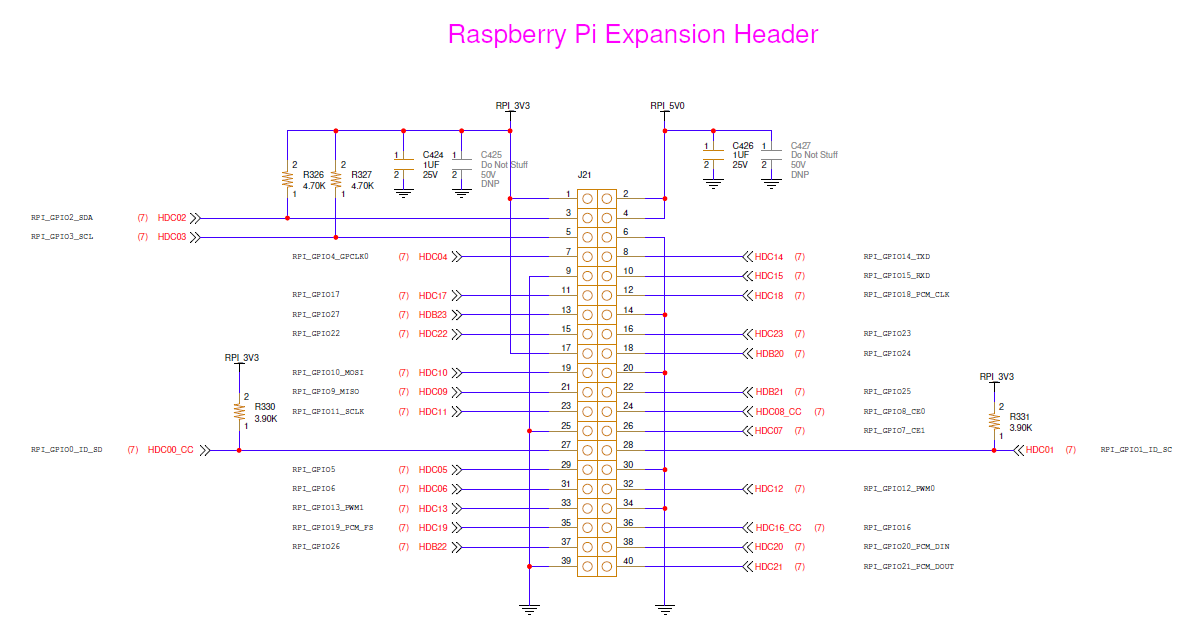 Raspberry Pi Expansion Header
RPI_3V3 RPI_5V0
1 C424 1 C425 1 C426 1 C427
1UF Do Not Stuff 1UF Do Not Stuff
2 25V 2 50V 2 25V 2 50V
DNP DNP
2 R326 2 R327
4.70K 4.70K
1 1
J21
1 2
RPI_GPIO2_SDA (7) HDC02 3 4
RPI_GPIO3_SCL (7) HDC03 5 6
RPI_GPIO4_GPCLK0 (7) HDC04 7 8 HDC14 (7) RPI_GPIO14_TXD
9 10 HDC15 (7) RPI_GPIO15_RXD
RPI_GPIO17 (7) HDC17 11 12 HDC18 (7) RPI_GPIO18_PCM_CLK
RPI_GPIO27 (7) HDB23 13 14
RPI_GPIO22 (7) HDC22 15 16 HDC23 (7) RPI_GPIO23
17 18 HDB20 (7) RPI_GPIO24
RPI_3V3
RPI_GPIO10_MOSI (7) HDC10 19 20
RPI_3V3
RPI_GPIO9_MISO (7) HDC09 21 22 HDB21 (7) RPI_GPIO25
2 R330
3.90K
1
RPI_GPIO11_SCLK (7) HDC11 23 24 HDC08_CC (7) RPI_GPIO8_CE0
2 R331
3.90K
1
25 26 HDC07 (7) RPI_GPIO7_CE1
RPI_GPIO0_ID_SD (7) HDC00_CC 27 28 HDC01 (7) RPI_GPIO1_ID_SC
RPI_GPIO5 (7) HDC05 29 30
RPI_GPIO6 (7) HDC06 31 32 HDC12 (7) RPI_GPIO12_PWM0
RPI_GPIO13_PWM1 (7) HDC13 33 34
RPI_GPIO19_PCM_FS (7) HDC19 35 36 HDC16_CC (7) RPI_GPIO16
RPI_GPIO26 (7) HDB22 37 38 HDC20 (7) RPI_GPIO20_PCM_DIN
39 40 HDC21 (7) RPI_GPIO21_PCM_DOUT